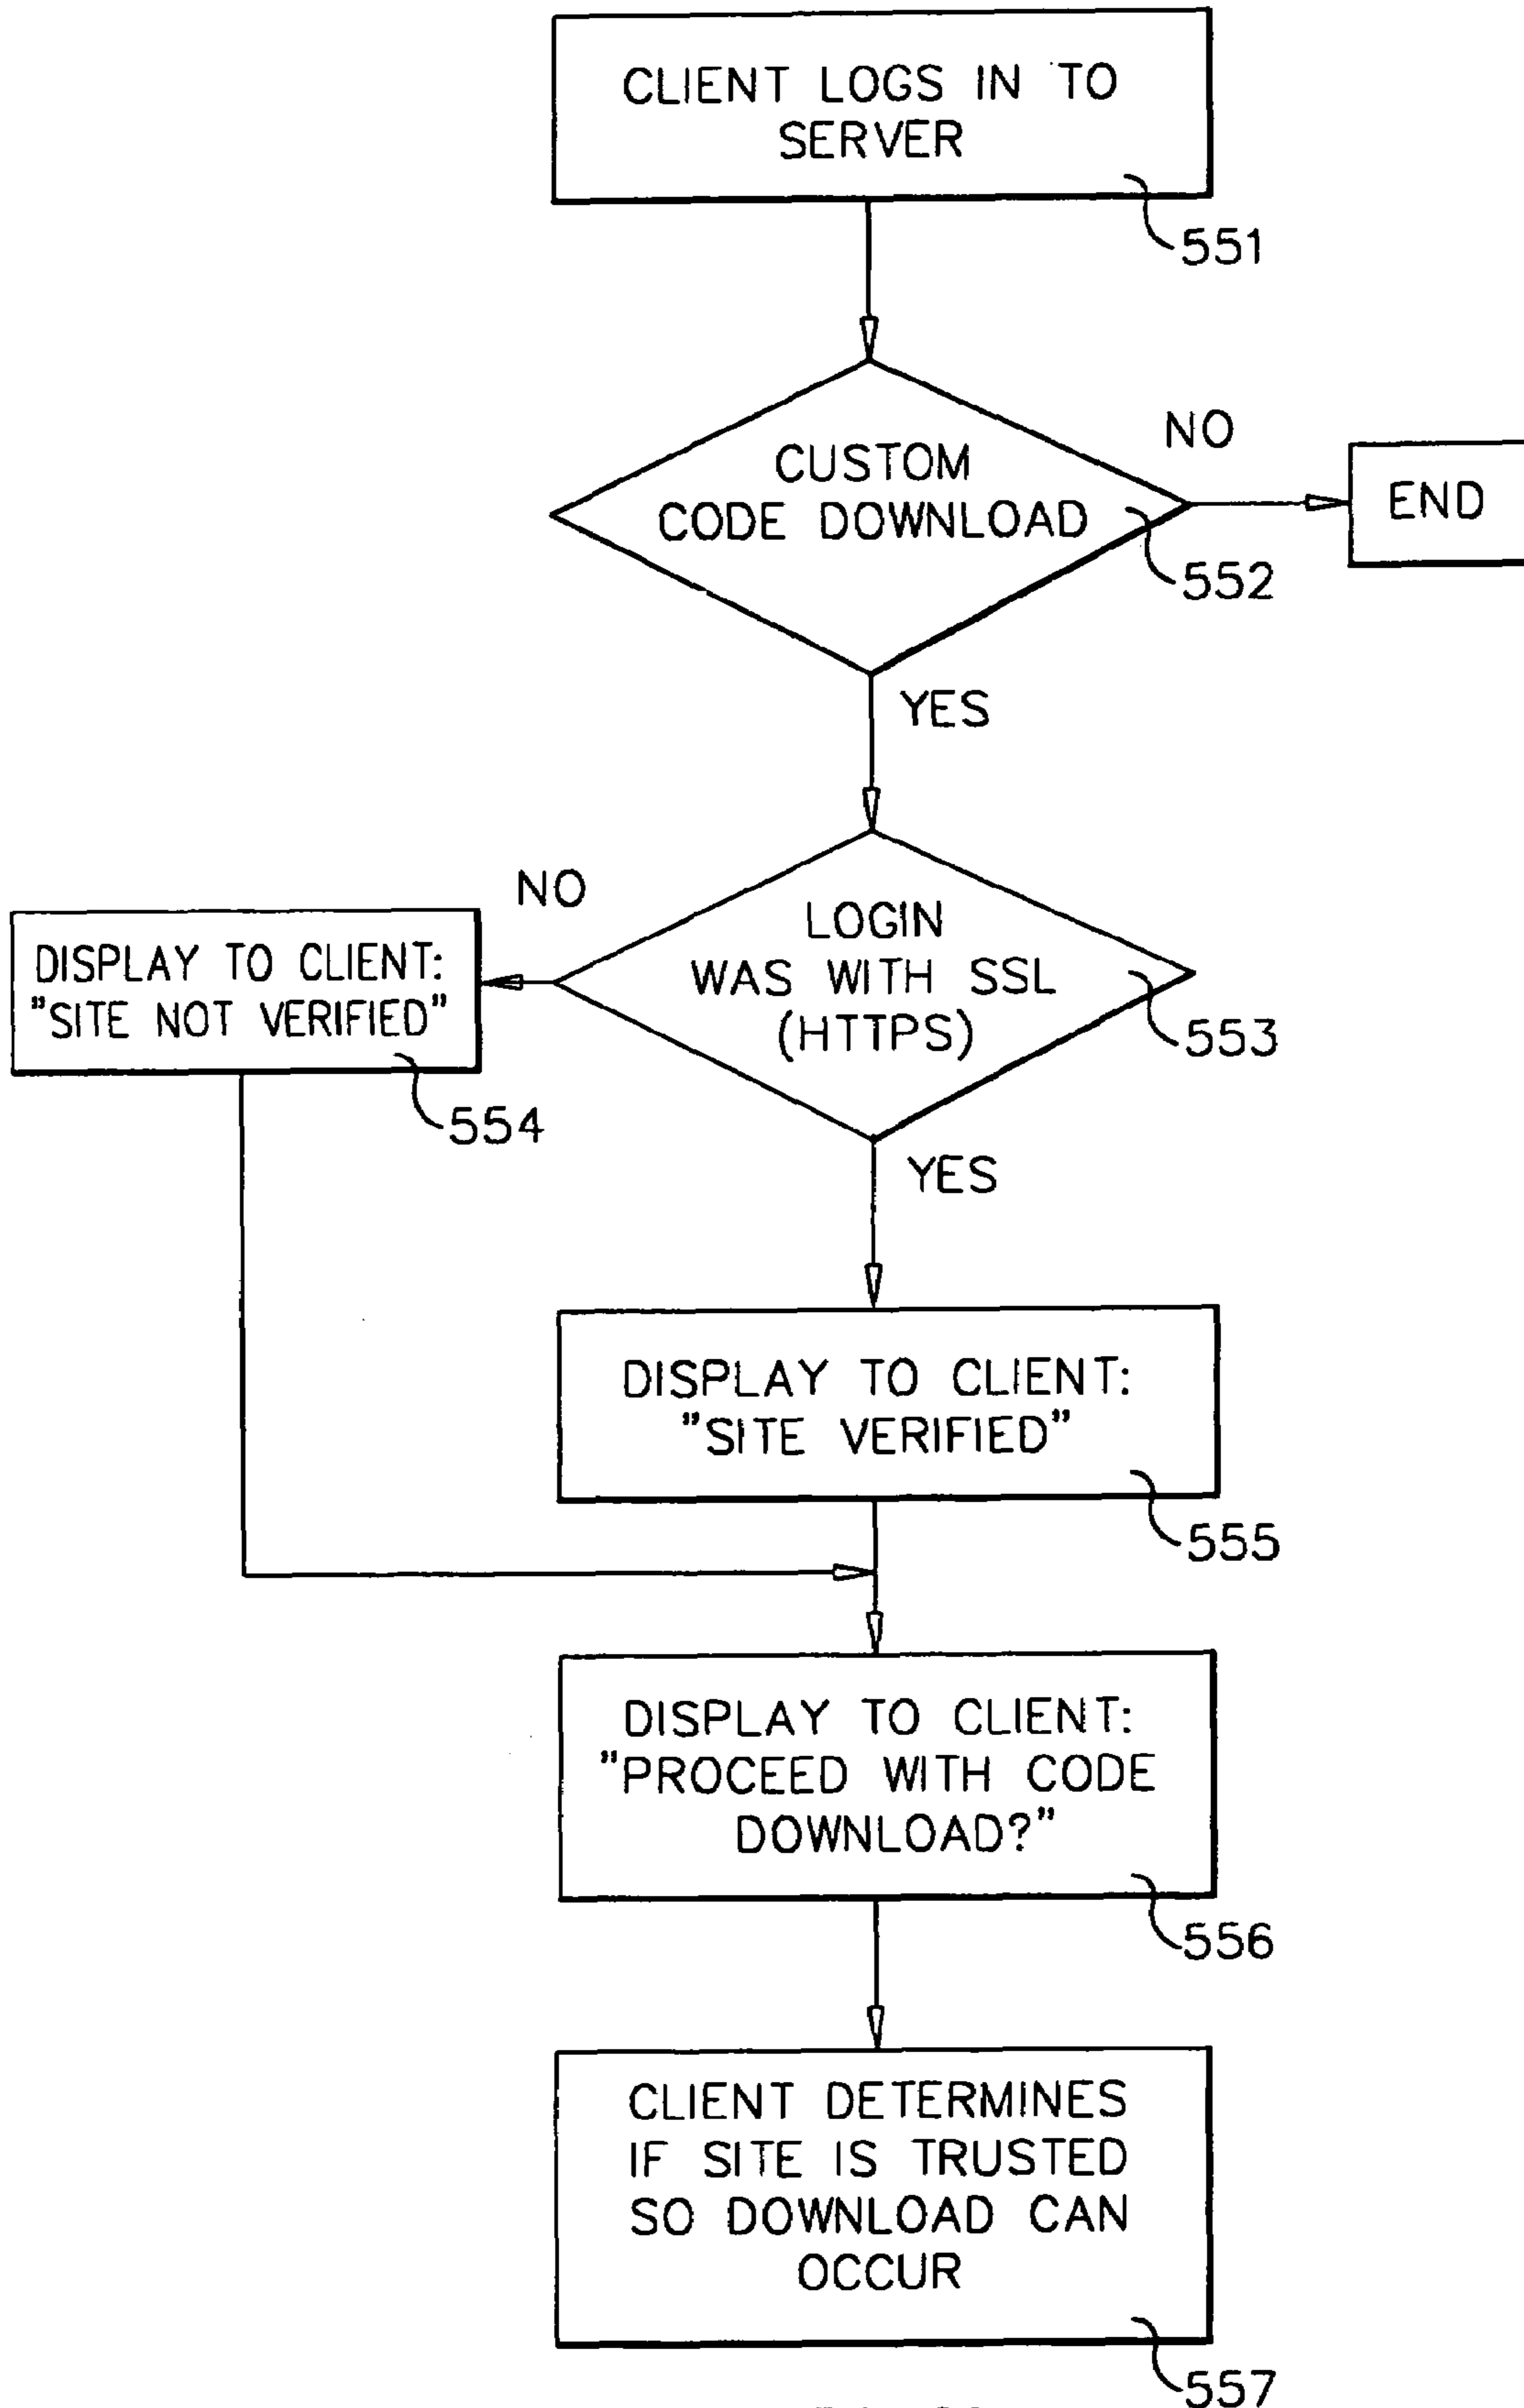 CLIENT LOGS IN TO
SERVER
551
CUSTOM
CODE DOWNLOAD
552
NO
END
YES
LOGIN
WAS WITH SSL
(HTTPS)
553
NO
DISPLAY TO CLIENT:
"SITE NOT VERIFIED"
554
YES
DISPLAY TO CLIENT:
"SITE VERIFIED"
555
DISPLAY TO CLIENT:
"PROCEED WITH CODE
DOWNLOAD?"
556
CLIENT DETERMINES
IF SITE IS TRUSTED
SO DOWNLOAD CAN
OCCUR
557